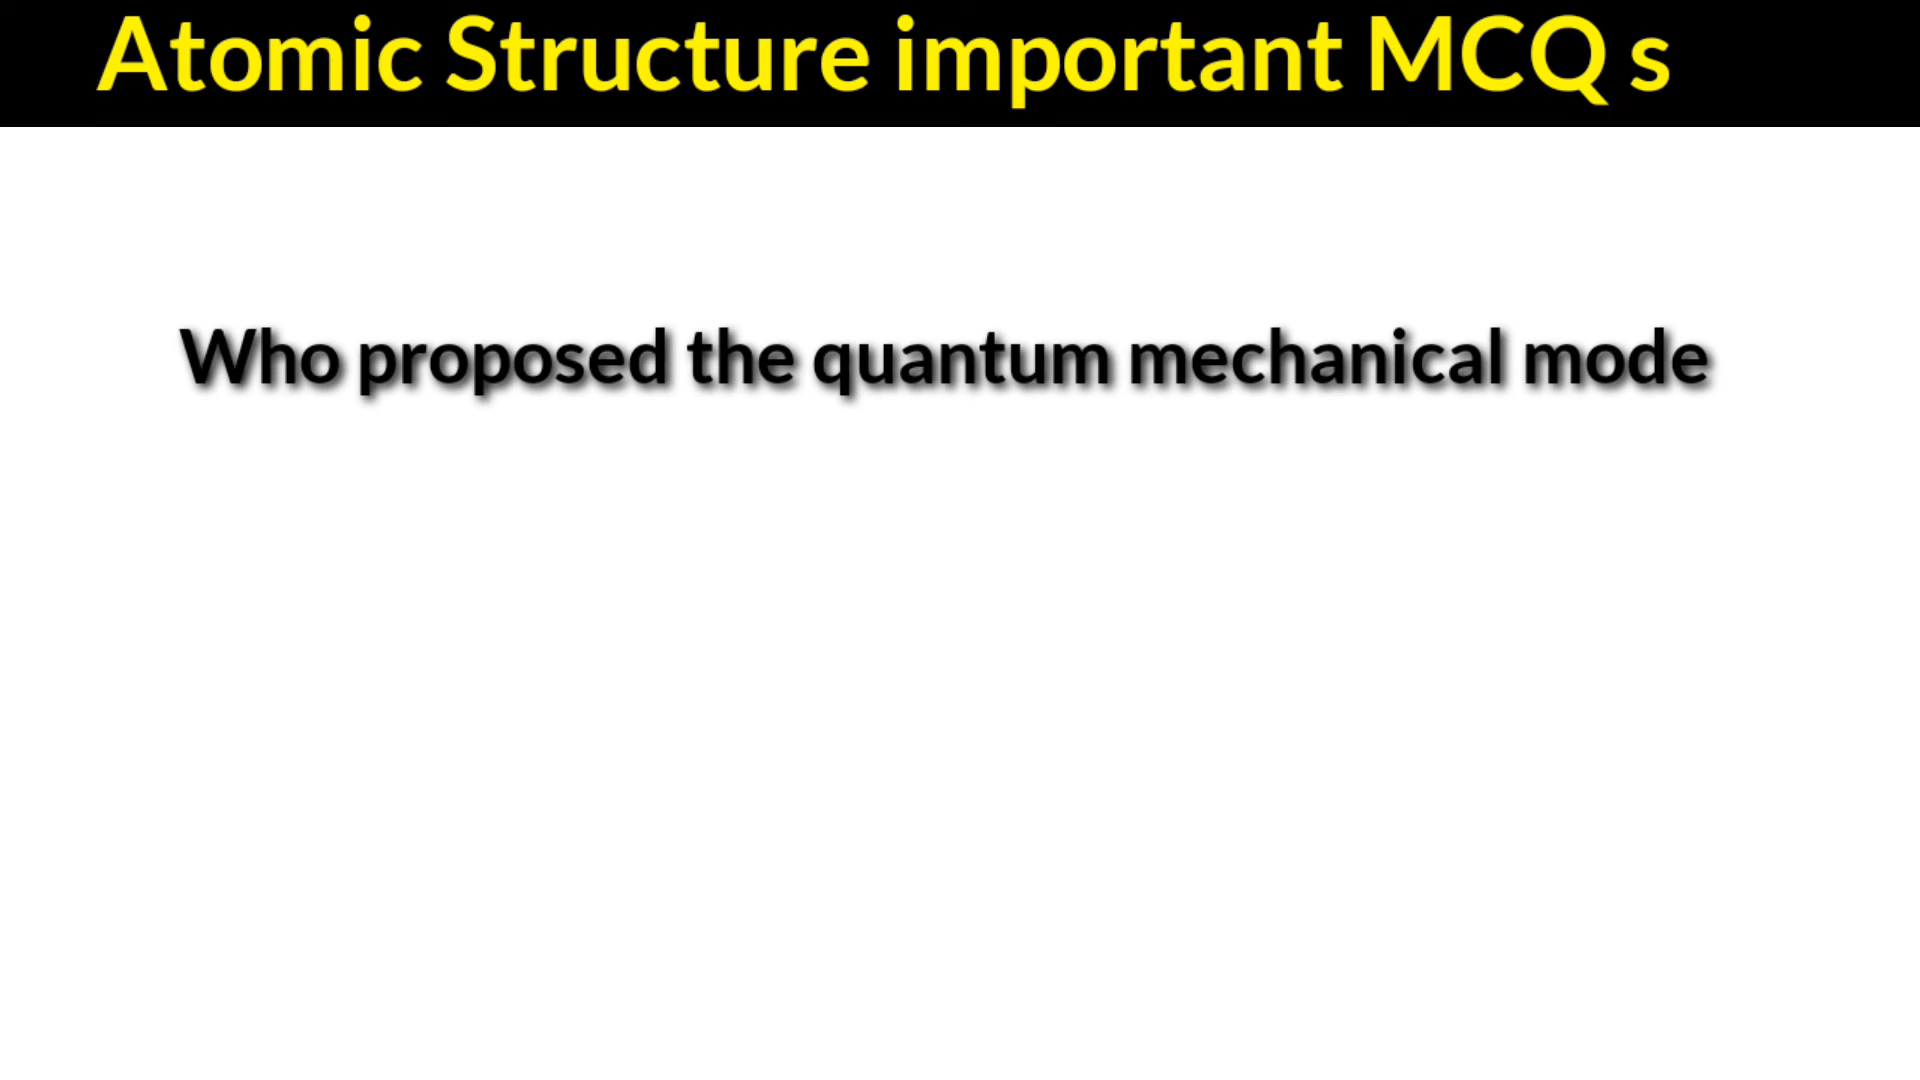 Atomic Structure important MCQ s
Who proposed the quantum mechanical mode